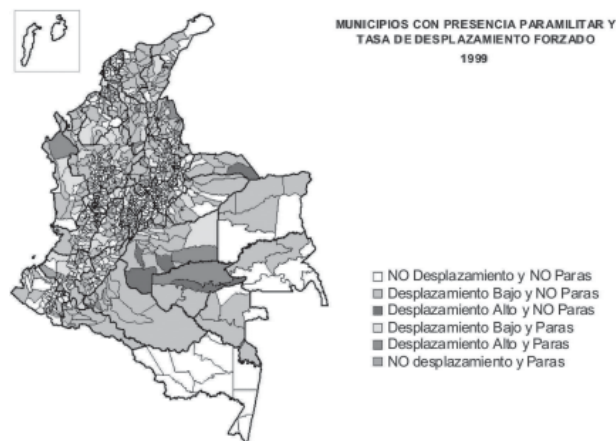 MUNICIPIOS CON PRESENCIA PARAMILITAR Y
TASA DE DESPLAZAMIENTO FORZADO
1999
NO Desplazamiento y NO Paras
Desplazamiento Bajo y NO Paras
Desplazamiento Alto y NO Paras
Desplazamiento Bajo y Paras
Desplazamiento Alto y Paras
NO desplazamiento y Paras